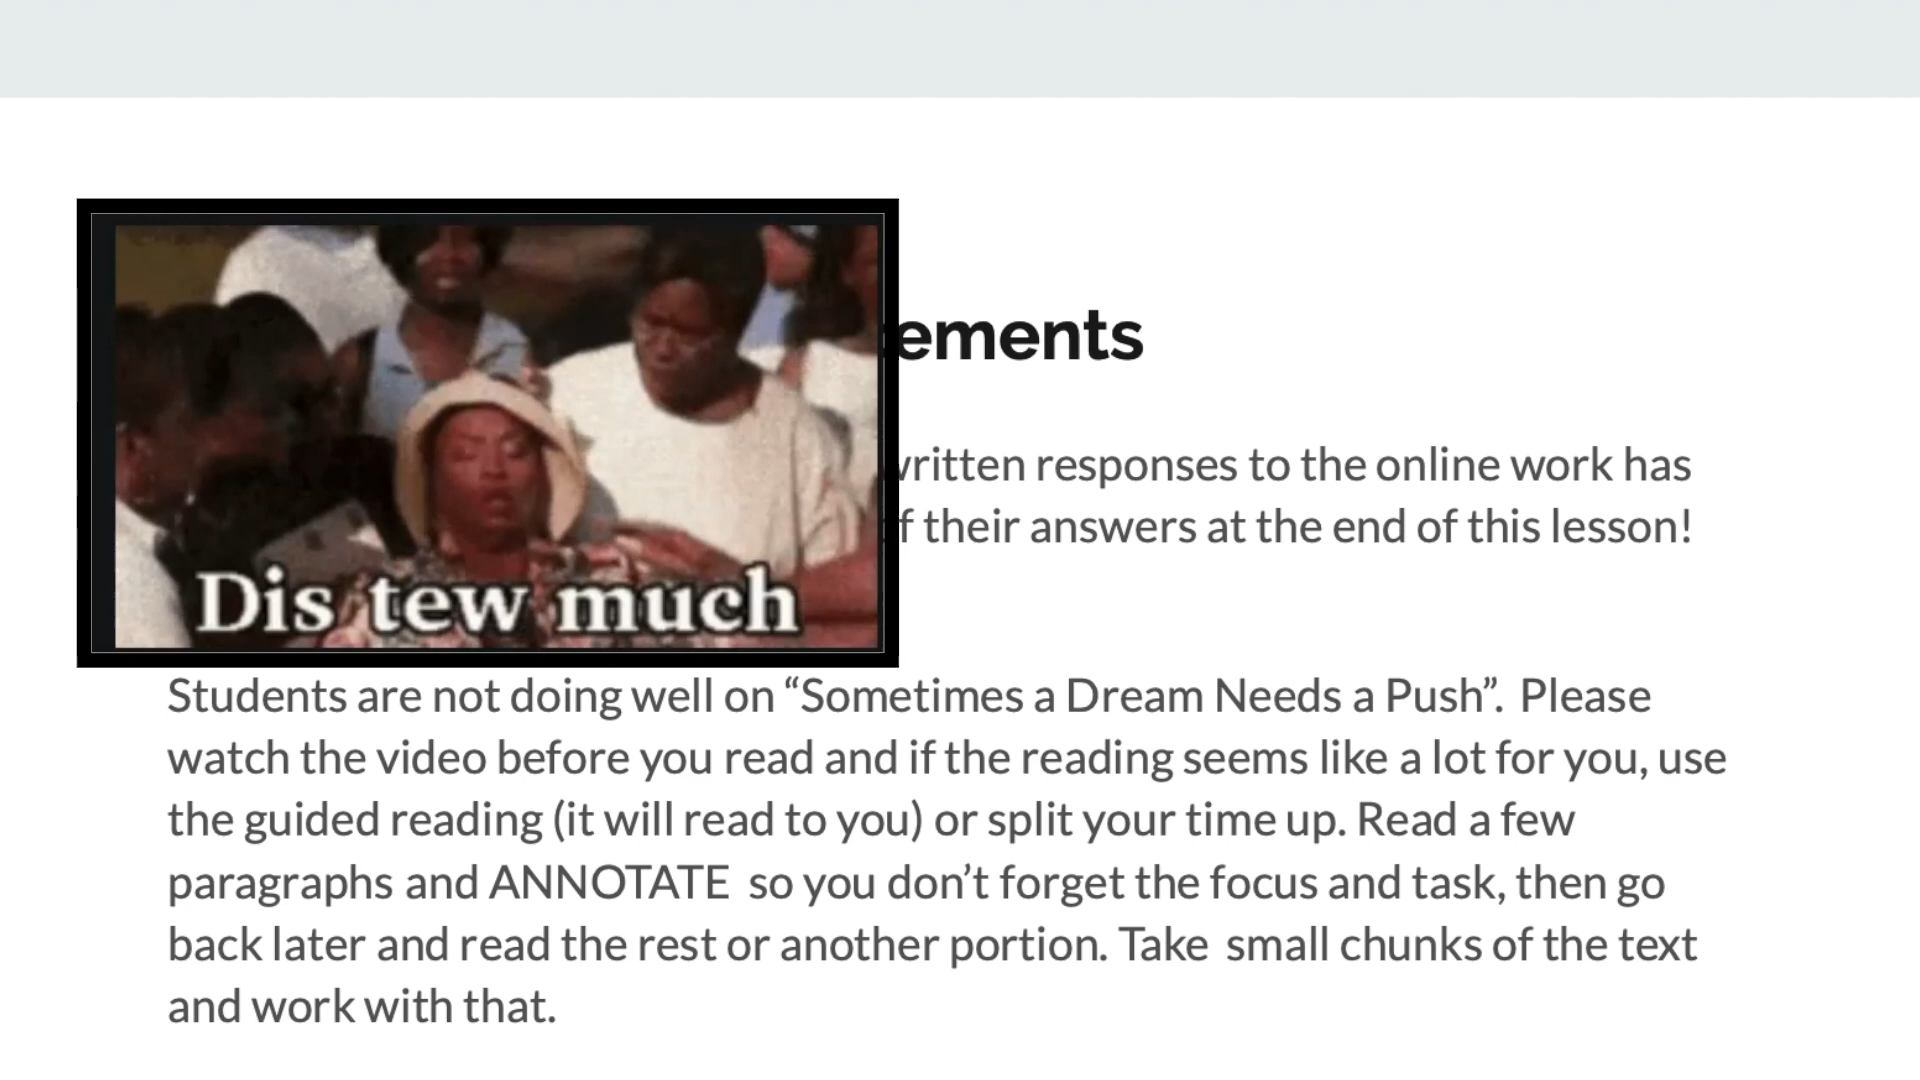 ements
written responses to the online work has
f their answers at the end of this lesson!
Dis tew much
Students are not doing well on “Sometimes a Dream Needs a Push”. Please
watch the video before you read and if the reading seems like a lot for you, use
the guided reading (it will read to you) or split your time up. Read a few
paragraphs and ANNOTATE so you don’t forget the focus and task, then go
back later and read the rest or another portion. Take small chunks of the text
and work with that.